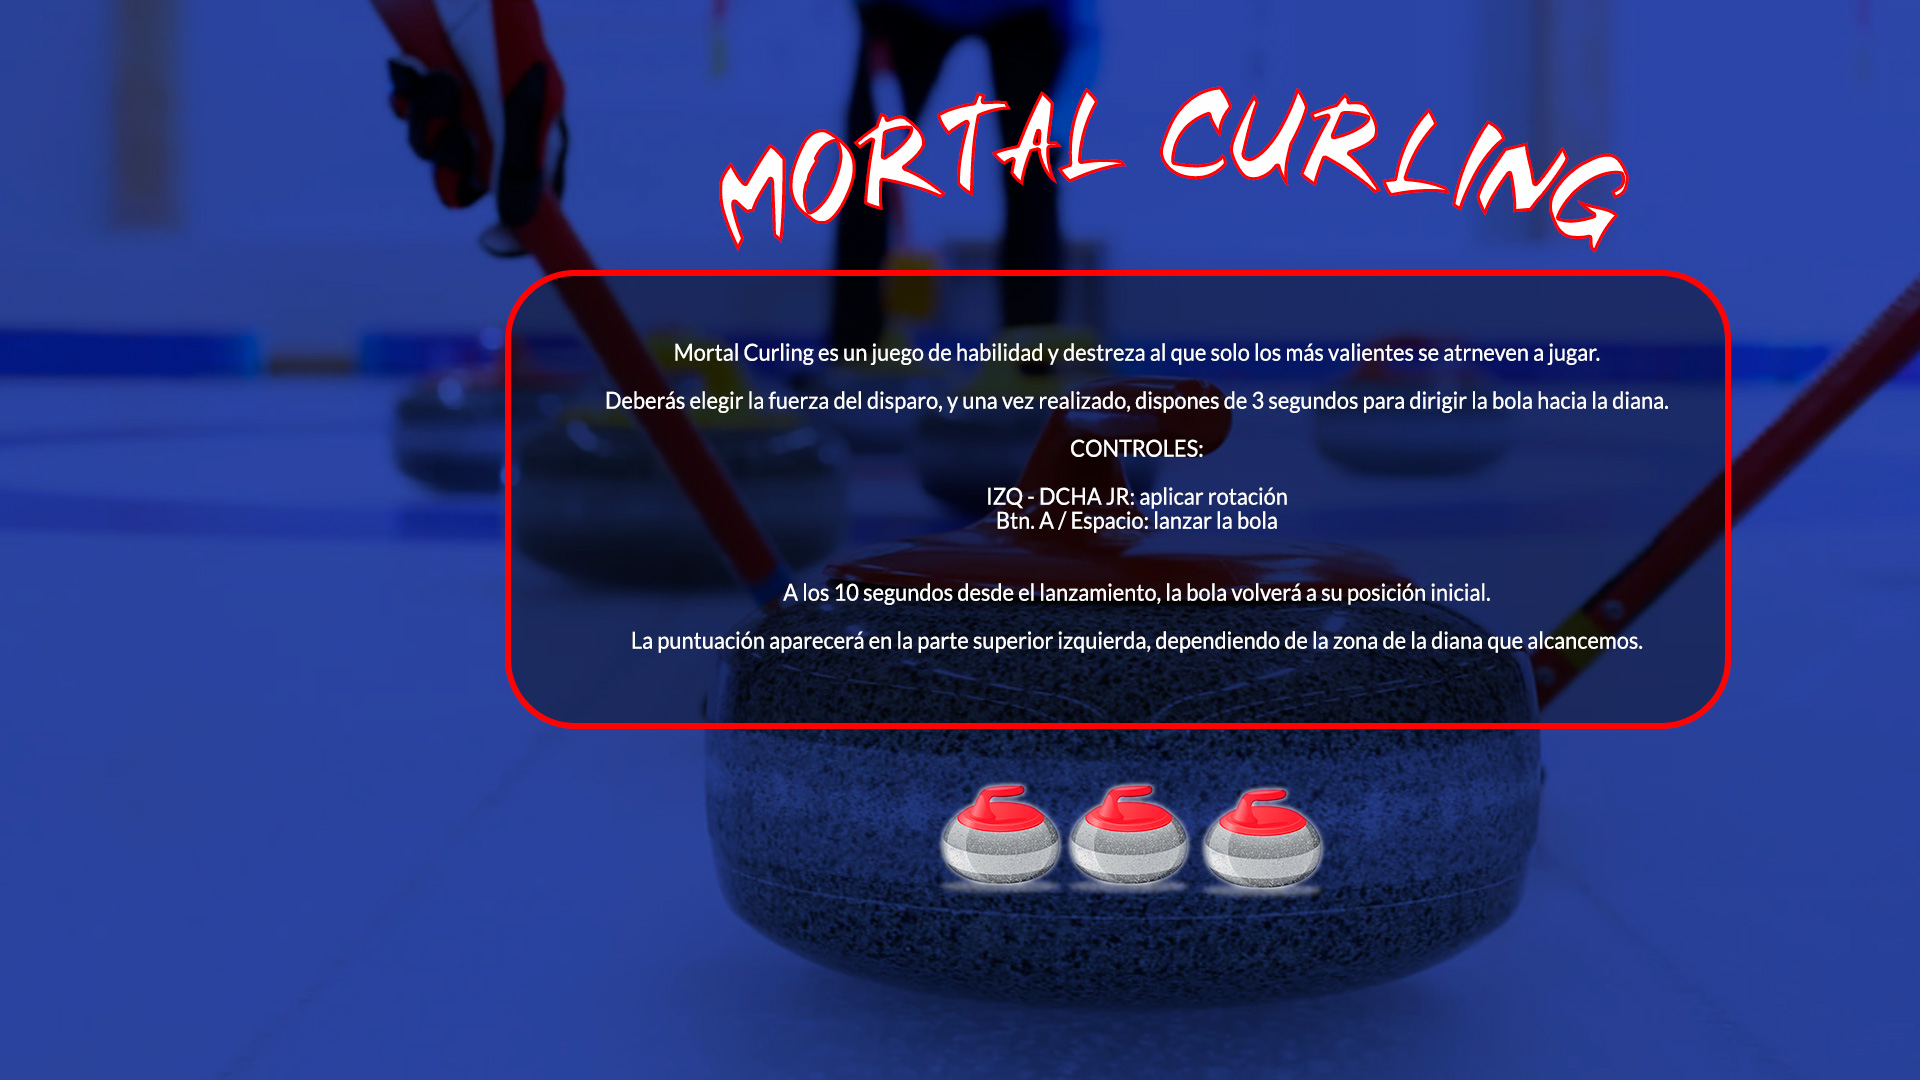 MORTAL CURLING
Mortal Curling es un juego de habilidad y destreza al que solo los más valientes se atrneven a jugar.
Deberás elegir la fuerza del disparo, y una vez realizado, dispones de 3 segundos para dirigir la bola hacia la diana.
CONTROLES:
IZQ - DCHA JR: aplicar rotación
Btn. A / Espacio: lanzar la bola
A los 10 segundos desde el lanzamiento, la bola volverá a su posición inicial.
La puntuación aparecerá en la parte superior izquierda, dependiendo de la zona de la diana que alcancemos.